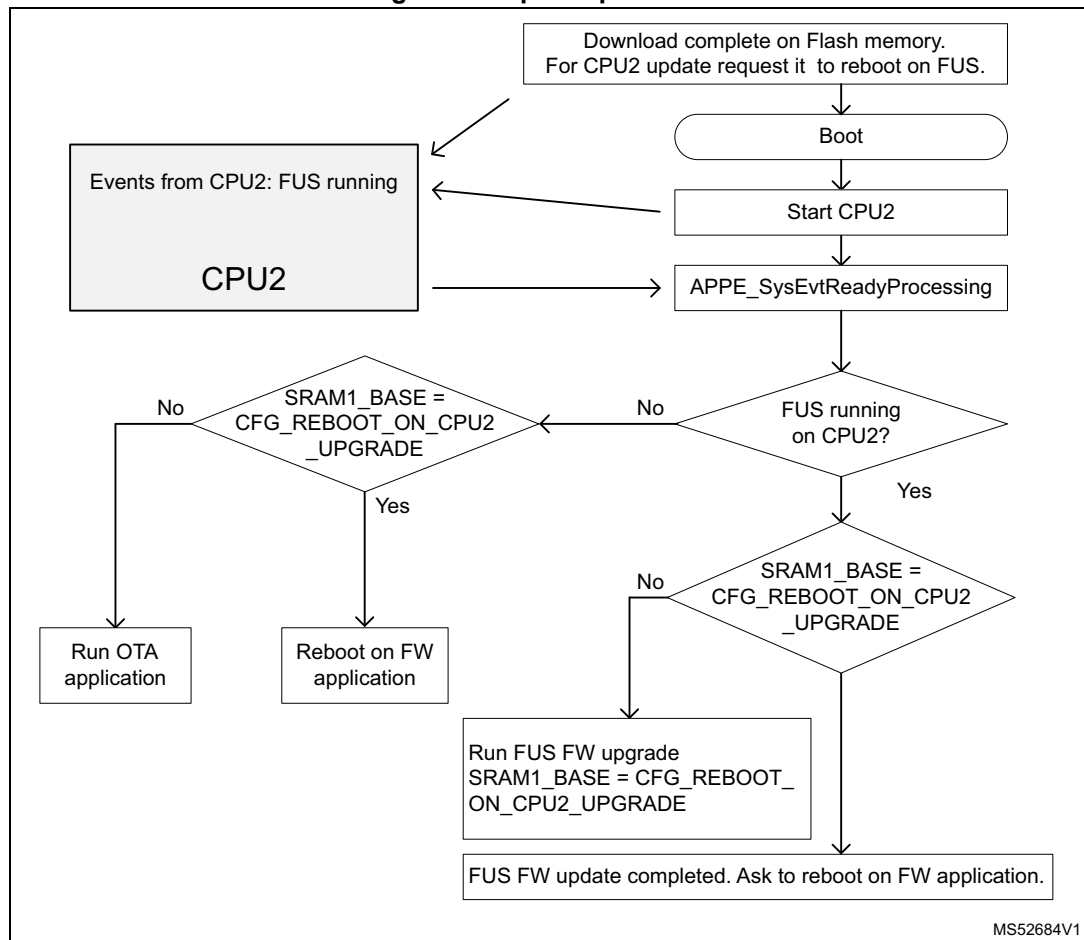 Download complete on Flash memory.
For CPU2 update request it to reboot on FUS.
Boot
Events from CPU2: FUS running
Start CPU2
CPU2
APPE_SysEvtReadyProcessing
SRAM1_BASE =
CFG_REBOOT_ON_CPU2
_UPGRADE
No
No
FUS running
on CPU2?
Yes
Yes
SRAM1_BASE =
CFG_REBOOT_ON_CPU2
_UPGRADE
No
Run OTA
application
Reboot on FW
application
Run FUS FW upgrade
SRAM1_BASE = CFG_REBOOT_
ON_CPU2_UPGRADE
FUS FW update completed. Ask to reboot on FW application.
MS52684V1